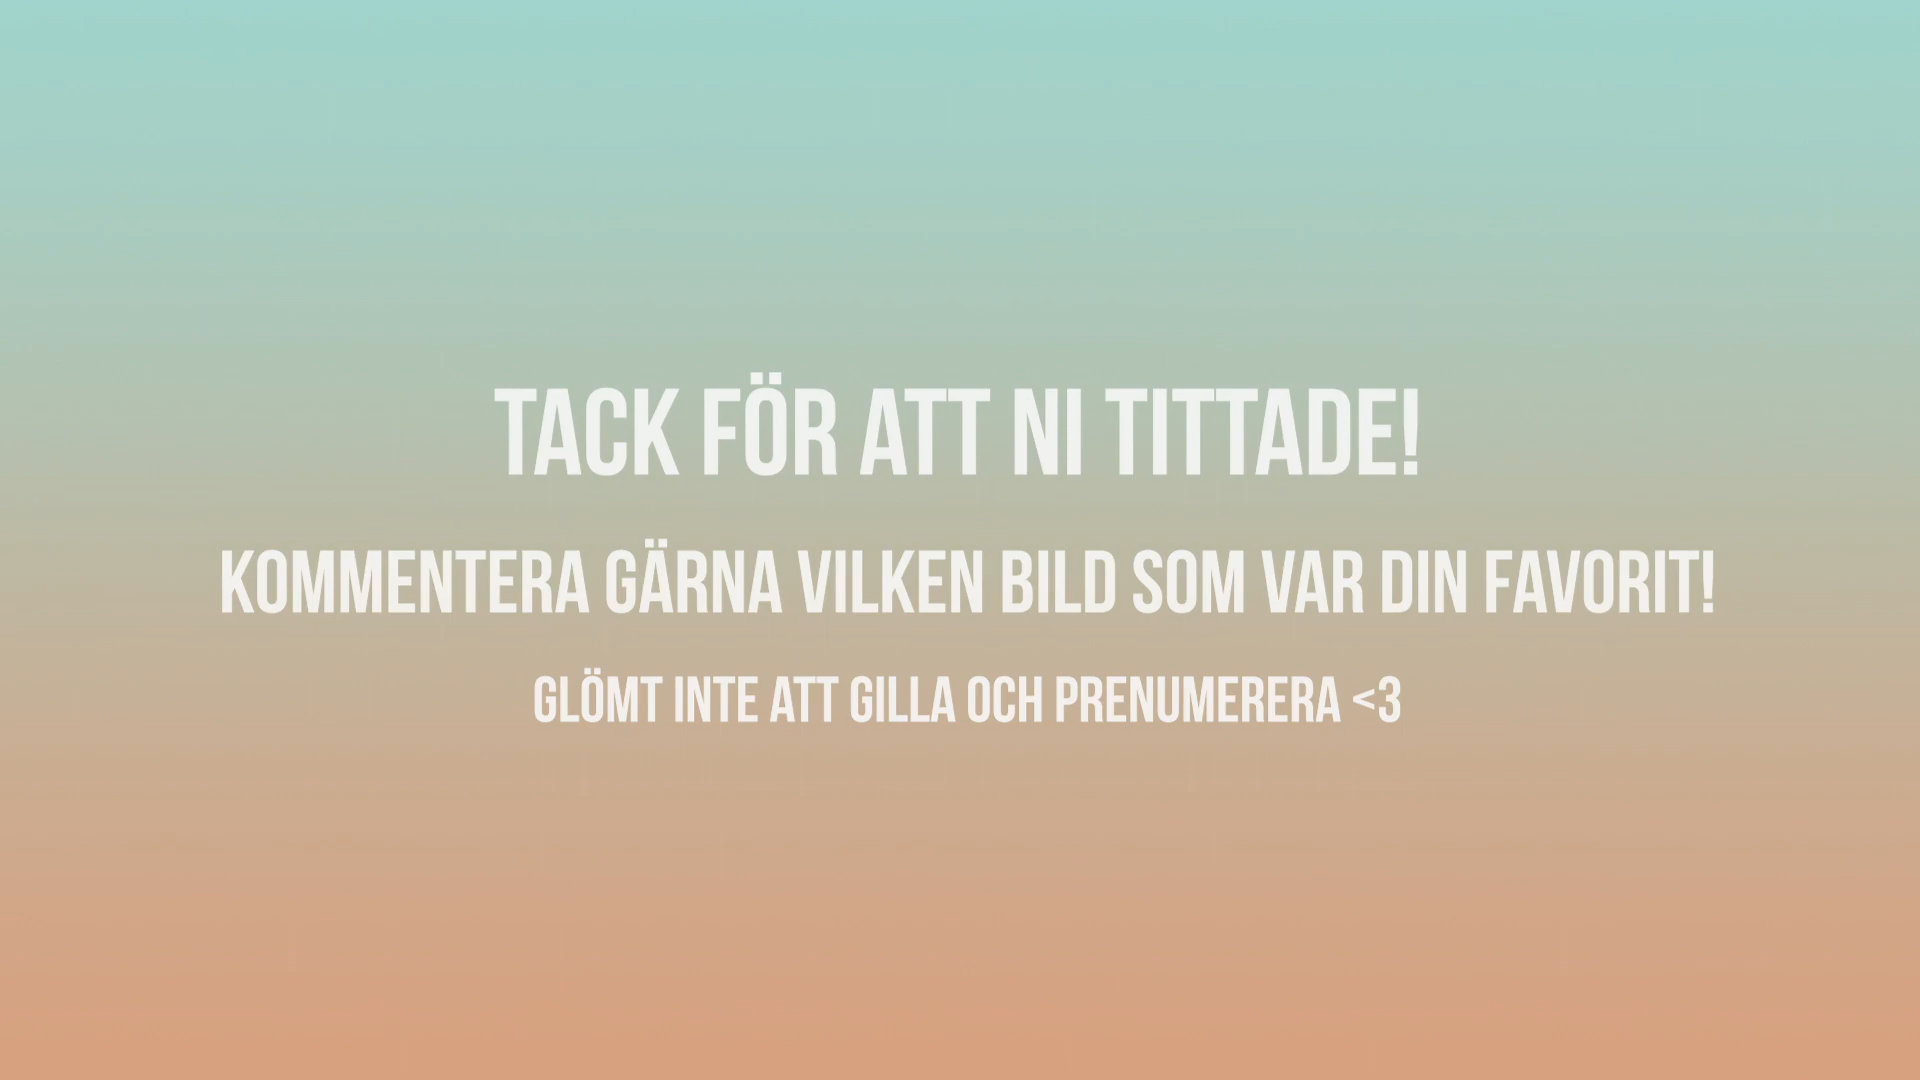 TACK FÖR ATT NI TITTADE!
KOMMENTERA GÄRNA VILKEN BILD SOM VAR DIN FAVORIT!
GLÖMT INTE ATT GILLA OCH PRENUMERERA <3